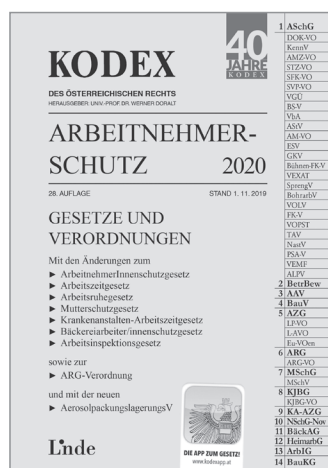 40
JAHRE
KODEX
KODEX
DES ÖSTERREICHISCHEN RECHTS
HERAUSGEBER: UNIV.-PROF. DR. WERNER DORALT
ARBEITNEHMER-
SCHUTZ 2020
28. AUFLAGE STAND 1. 11. 2019
GESETZE UND
VERORDNUNGEN
Mit den Änderungen zum
► ArbeitnehmerInnenschutzgesetz
► Arbeitszeitgesetz
► Arbeitsruhegesetz
► Mutterschutzgesetz
► Krankenanstalten-Arbeitszeitgesetz
► Bäckereiarbeiter/innenschutzgesetz
► Arbeitsinspektionsgesetz
sowie zur
► ARG-Verordnung
und mit der neuen
► AerosolpackungslagerungsV
Linde
DIE APP ZUM GESETZ!
www.kodexapp.at
1 ASchG
DOK-VO
KennV
AMZ-VO
STZ-VO
SFK-VO
SVP-VO
VGÜ
BS-V
VbA
AStV
AM-VO
ESV
GKV
Bühnen-FK-V
VEXAT
SprengV
BohrarbV
VOLV
FK-V
VOPST
TAV
NastV
PSA-V
VEMF
ALPV
2 BetrBew
3 AAV
4 BauV
5 AZG
LP-VO
L-AVO
Eu-VOen
6 ARG
ARG-VO
7 MSchG
MSchV
8 KJBG
KJBG-VO
9 KA-AZG
10 NSchG-Nov
11 BäckAG
12 HeimarbG
13 ArbIG
14 BauKG